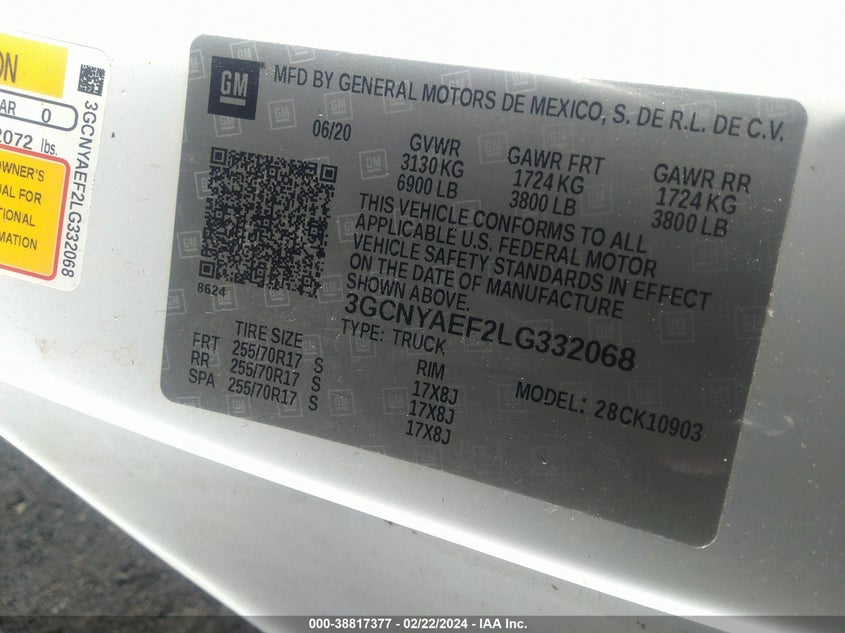 ON
AR 0
2072 lbs.
OWNER'S
UAL FOR
TIONAL
RMATION
3GCNYAEF2LG332068
GM MFD BY GENERAL MOTORS DE MEXICO, S. DE R.L. DE C.V.
06/20
GVWR GAWR FRT GAWR RR
3130 KG 1724 KG 1724 KG
6900 LB 3800 LB 3800 LB
THIS VEHICLE CONFORMS TO ALL
APPLICABLE U.S. FEDERAL MOTOR
VEHICLE SAFETY STANDARDS IN EFFECT
ON THE DATE OF MANUFACTURE
SHOWN ABOVE.
8624
3GCNYAEF2LG332068
TYPE: TRUCK
TIRE SIZE RIM
FRT 255/70R17 S 17X8J
RR 255/70R17 S 17X8J
SPA 255/70R17 S 17X8J
MODEL: 28CK10903
000-38817377 - 02/22/2024 - IAA Inc.